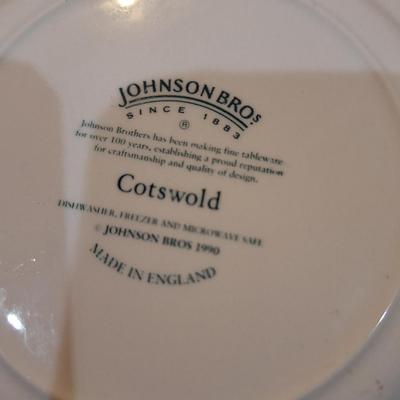 JOHNSON BROS
SINCE 1883
®
Johnson Brothers has been making fine tableware
for over 100 years, establishing a proud reputation
for craftsmanship and quality of design.
Cotswold
DISHWASHER, FREEZER AND MICROWAVE SAFE
© JOHNSON BROS 1990
MADE IN ENGLAND